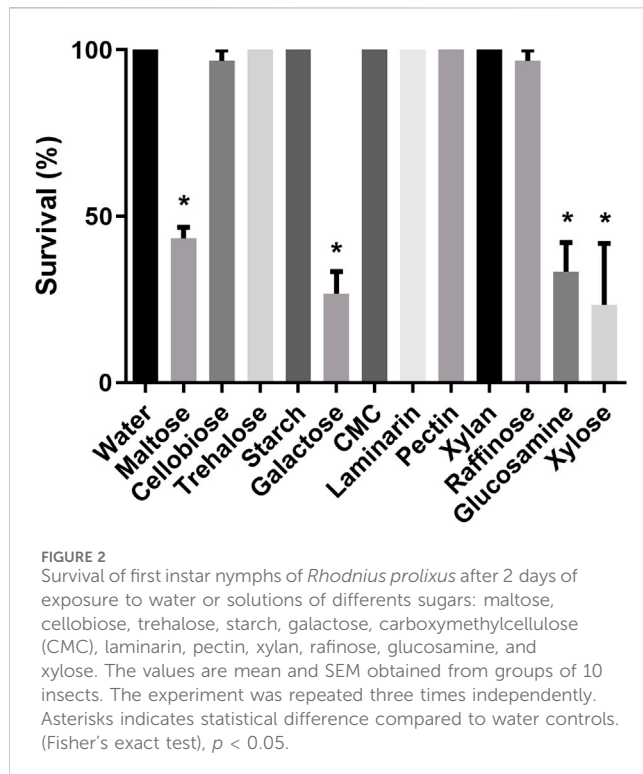 100
50
0
Survival (%)
*
*
*
*
Water
Maltose
Cellobiose
Trehalose
Starch
Galactose
CMC
Laminarin
Pectin
Xylan
Raffinose
Glucosamine
Xylose
FIGURE 2
Survival of first instar nymphs of Rhodnius prolixus after 2 days of
exposure to water or solutions of differents sugars: maltose,
cellobiose, trehalose, starch, galactose, carboxymethylcellulose
(CMC), laminarin, pectin, xylan, rafinose, glucosamine, and
xylose. The values are mean and SEM obtained from groups of 10
insects. The experiment was repeated three times independently.
Asterisks indicates statistical difference compared to water controls.
(Fisher's exact test), p < 0.05.